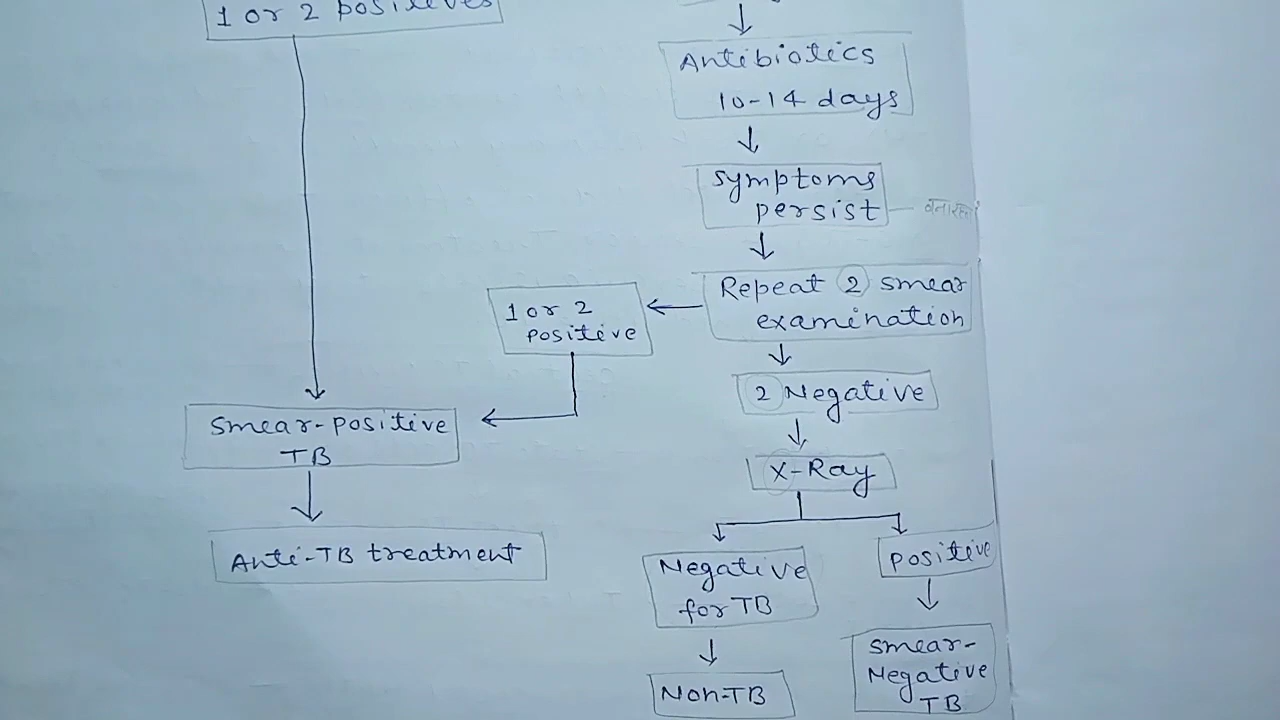 1 or 2 positives
Antibiotics
10-14 days
Symptoms
persist
Repeat 2 smear
examination
1 or 2
positive
2 Negative
X-Ray
Smear-positive
TB
Anti-TB treatment
Negative
for TB
positive
Non-TB
Smear-
Negative
TB